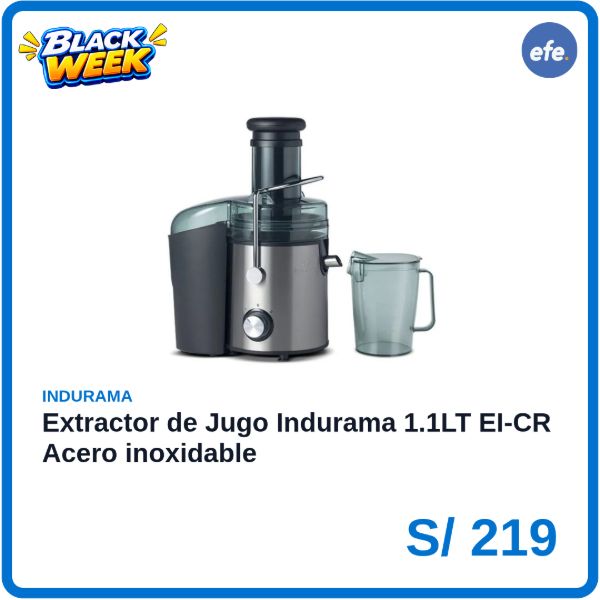 BLACK
WEEK
efe.
INDURAMA
Extractor de Jugo Indurama 1.1LT EI-CR
Acero inoxidable
S/ 219